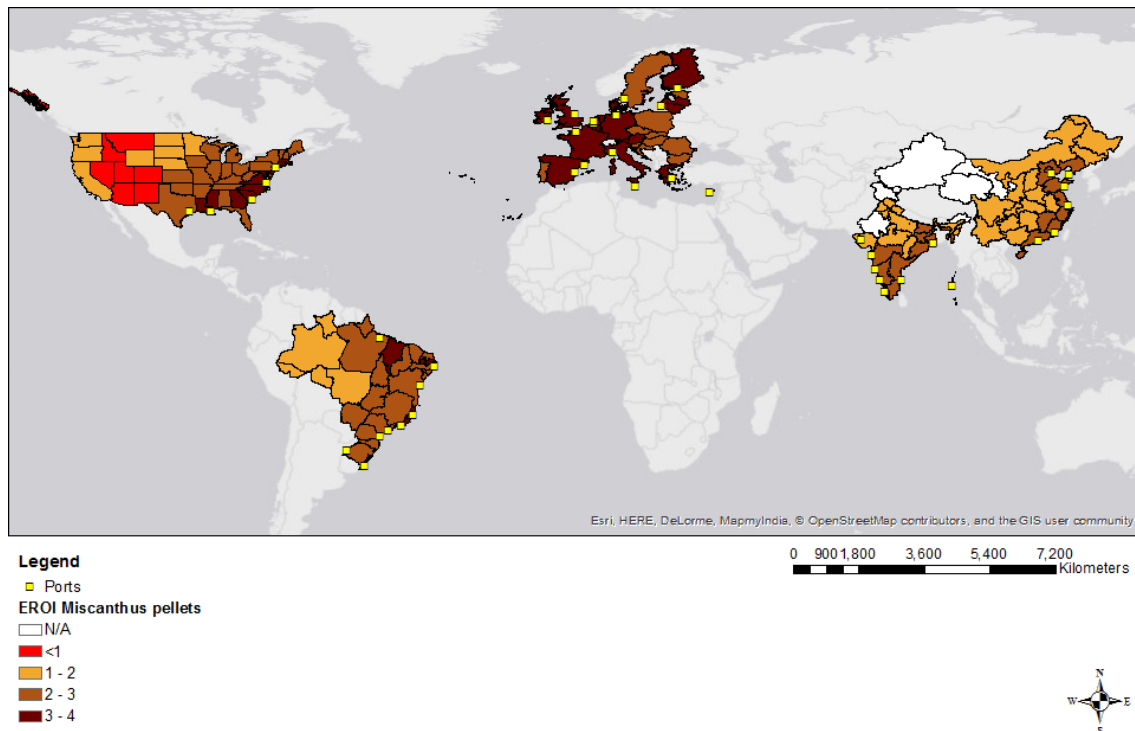 Esri, HERE, DeLorme, MapmyIndia, © OpenStreetMap contributors, and the GIS user community
Legend
Ports
EROI Miscanthus pellets
N/A
<1
1 - 2
2 - 3
3 - 4
0 900 1,800 3,600 5,400 7,200
Kilometers
N
W E
S